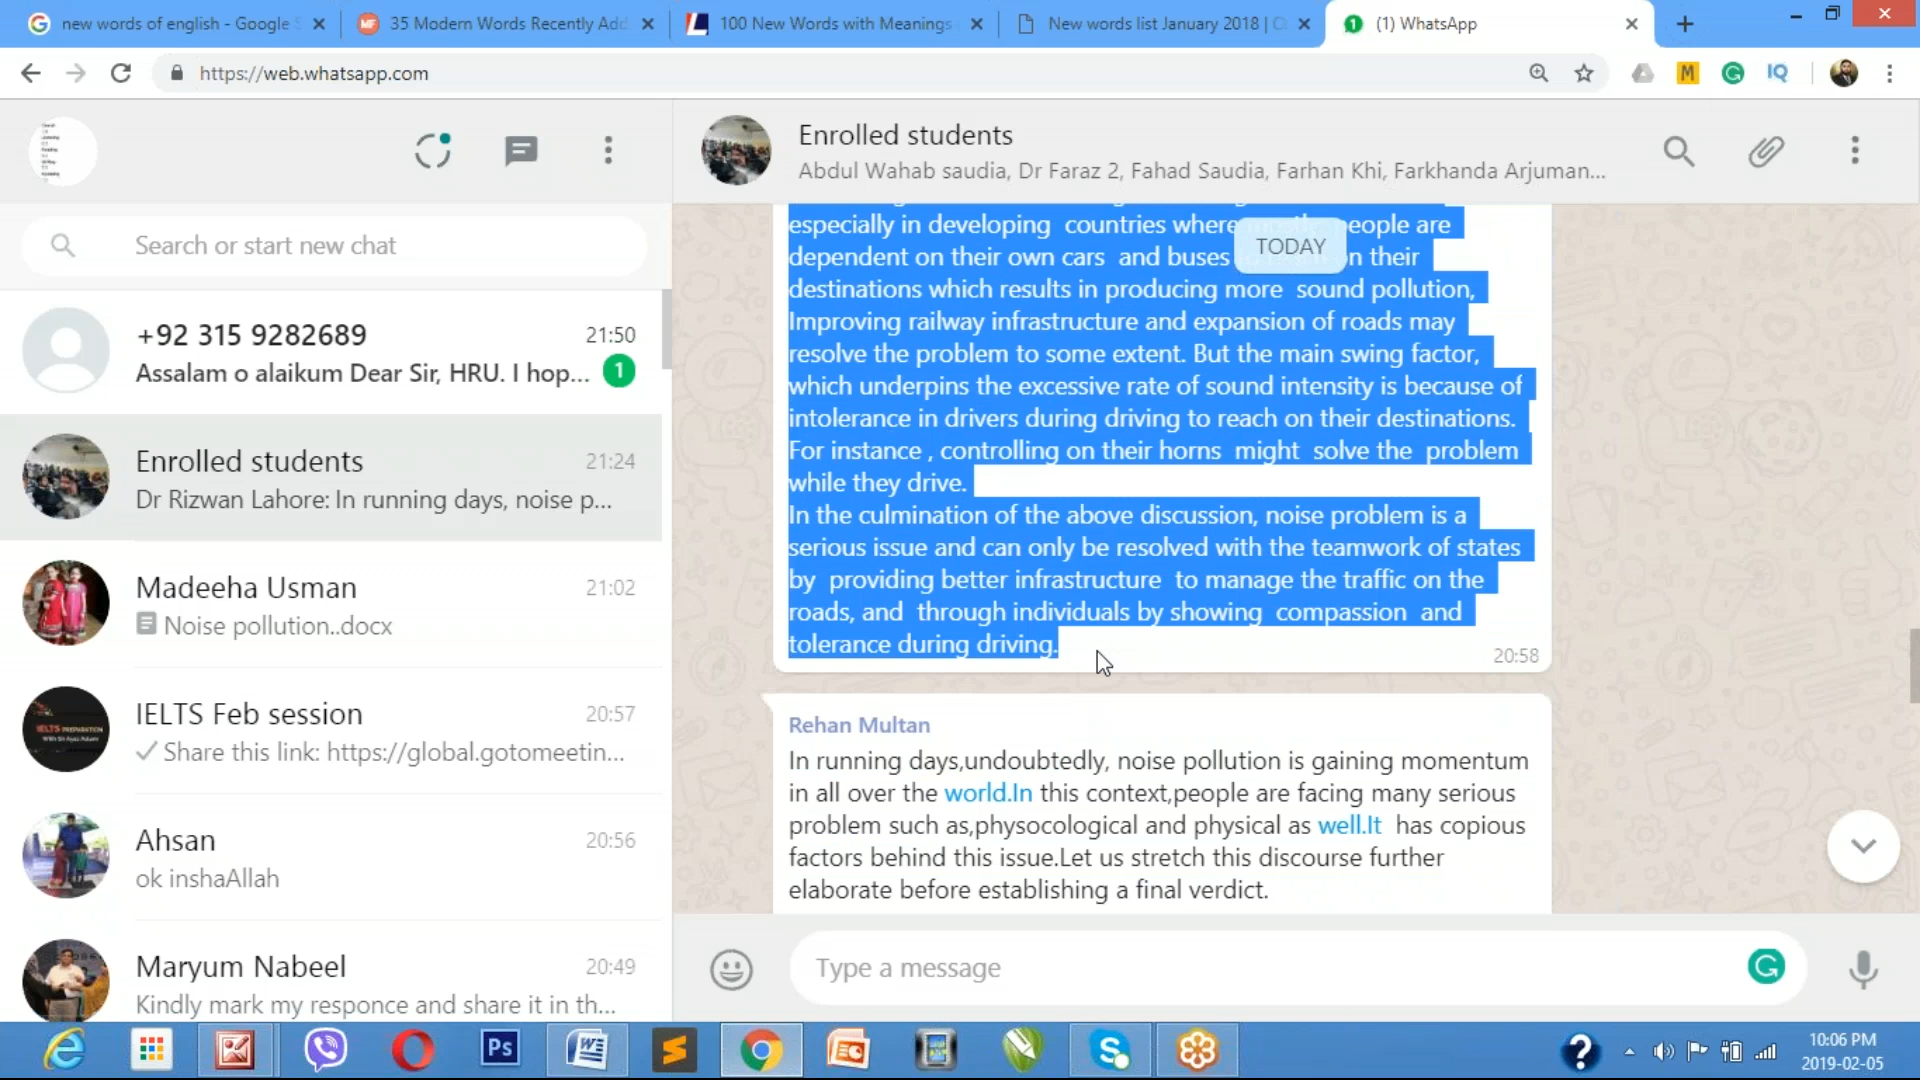 new words of english - Google S
35 Modern Words Recently Add
100 New Words with Meanings
New words list January 2018 | O
(1) WhatsApp
https://web.whatsapp.com
M
IQ
Enrolled students
Abdul Wahab saudia, Dr Faraz 2, Fahad Saudia, Farhan Khi, Farkhanda Arjuman...
Search or start new chat
+92 315 9282689
21:50
Assalam o alaikum Dear Sir, HRU. I hop...
1
Enrolled students
21:24
Dr Rizwan Lahore: In running days, noise p...
Madeeha Usman
21:02
Noise pollution..docx
IELTS Feb session
20:57
Share this link: https://global.gotomeetin...
Ahsan
20:56
ok inshaAllah
Maryum Nabeel
20:49
Kindly mark my responce and share it in th...
especially in developing countries where people are
TODAY
dependent on their own cars and buses on their
destinations which results in producing more sound pollution,
Improving railway infrastructure and expansion of roads may
resolve the problem to some extent. But the main swing factor,
which underpins the excessive rate of sound intensity is because of
intolerance in drivers during driving to reach on their destinations.
For instance , controlling on their horns might solve the problem
while they drive.
In the culmination of the above discussion, noise problem is a
serious issue and can only be resolved with the teamwork of states
by providing better infrastructure to manage the traffic on the
roads, and through individuals by showing compassion and
tolerance during driving.
20:58
Rehan Multan
In running days,undoubtedly, noise pollution is gaining momentum
in all over the world.In this context,people are facing many serious
problem such as,physocological and physical as well.It has copious
factors behind this issue.Let us stretch this discourse further
elaborate before establishing a final verdict.
Type a message
Ps
10:06 PM
2019-02-05